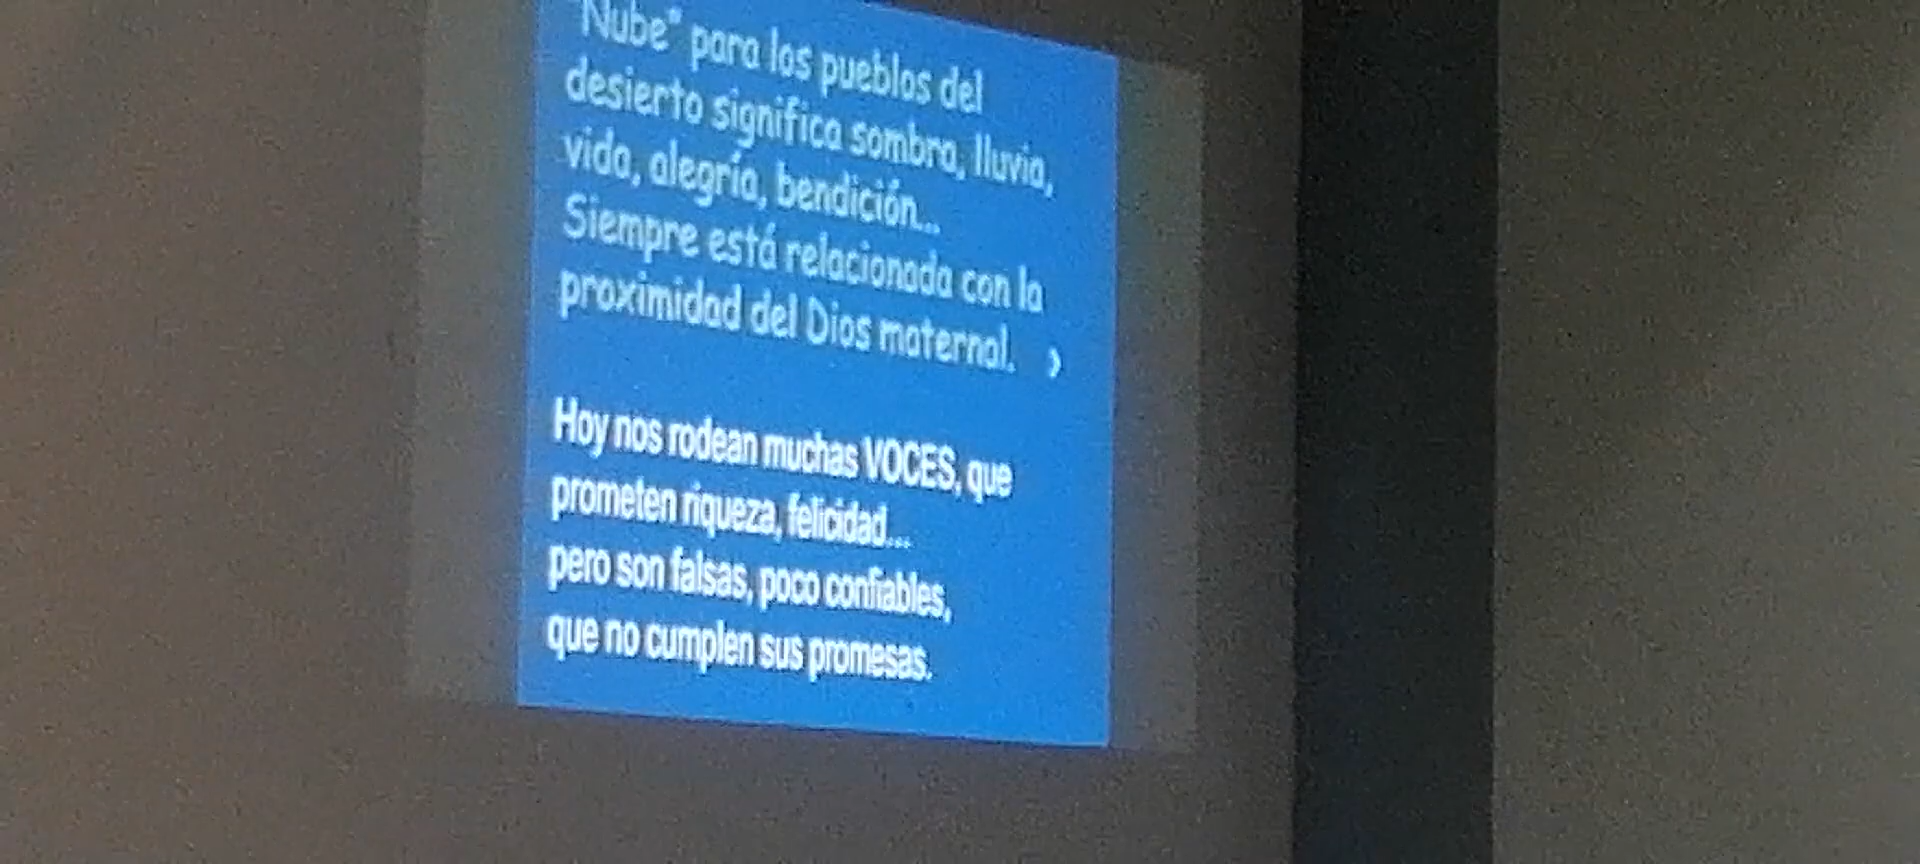 "Nube" para los pueblos del
desierto significa sombra, lluvia,
vida, alegría, bendición...
Siempre está relacionada con la
proximidad del Dios maternal. ›
Hoy nos rodean muchas VOCES, que
prometen riqueza, felicidad...
pero son falsas, poco confiables,
que no cumplen sus promesas.